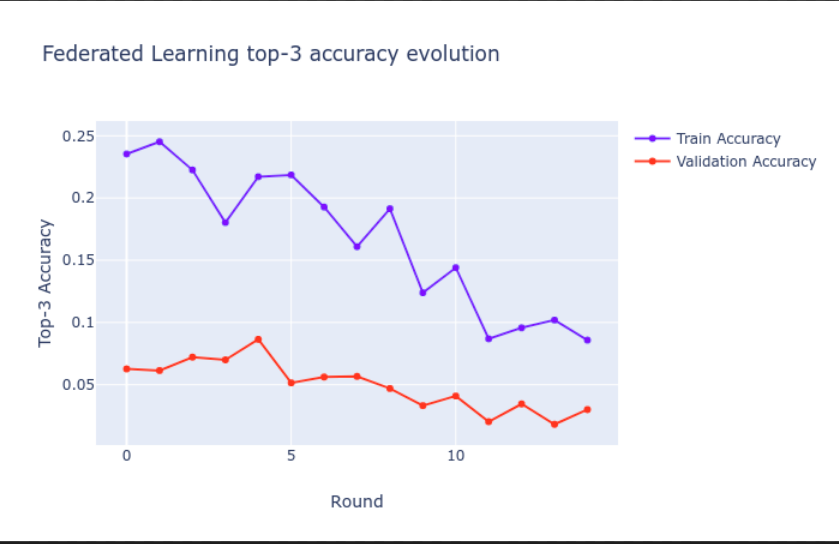 Federated Learning top-3 accuracy evolution
Train Accuracy
Validation Accuracy
Top-3 Accuracy
0.25
0.2
0.15
0.1
0.05
0
5
10
Round